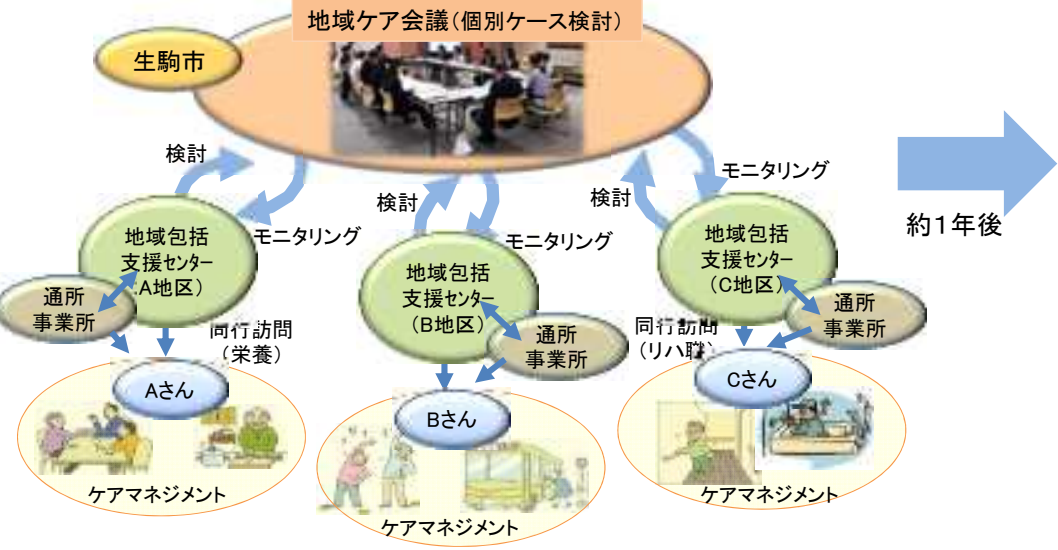 地域ケア会議（個別ケース検討）
生駒市
検討
モニタリング
検討
モニタリング
検討
モニタリング
約１年後
地域包括
支援センター
（A地区）
通所
事業所
同行訪問
（栄養）
Aさん
ケアマネジメント
地域包括
支援センター
（B地区）
通所
事業所
Bさん
ケアマネジメント
地域包括
支援センター
（C地区）
通所
事業所
同行訪問
（リハ職）
Cさん
ケアマネジメント